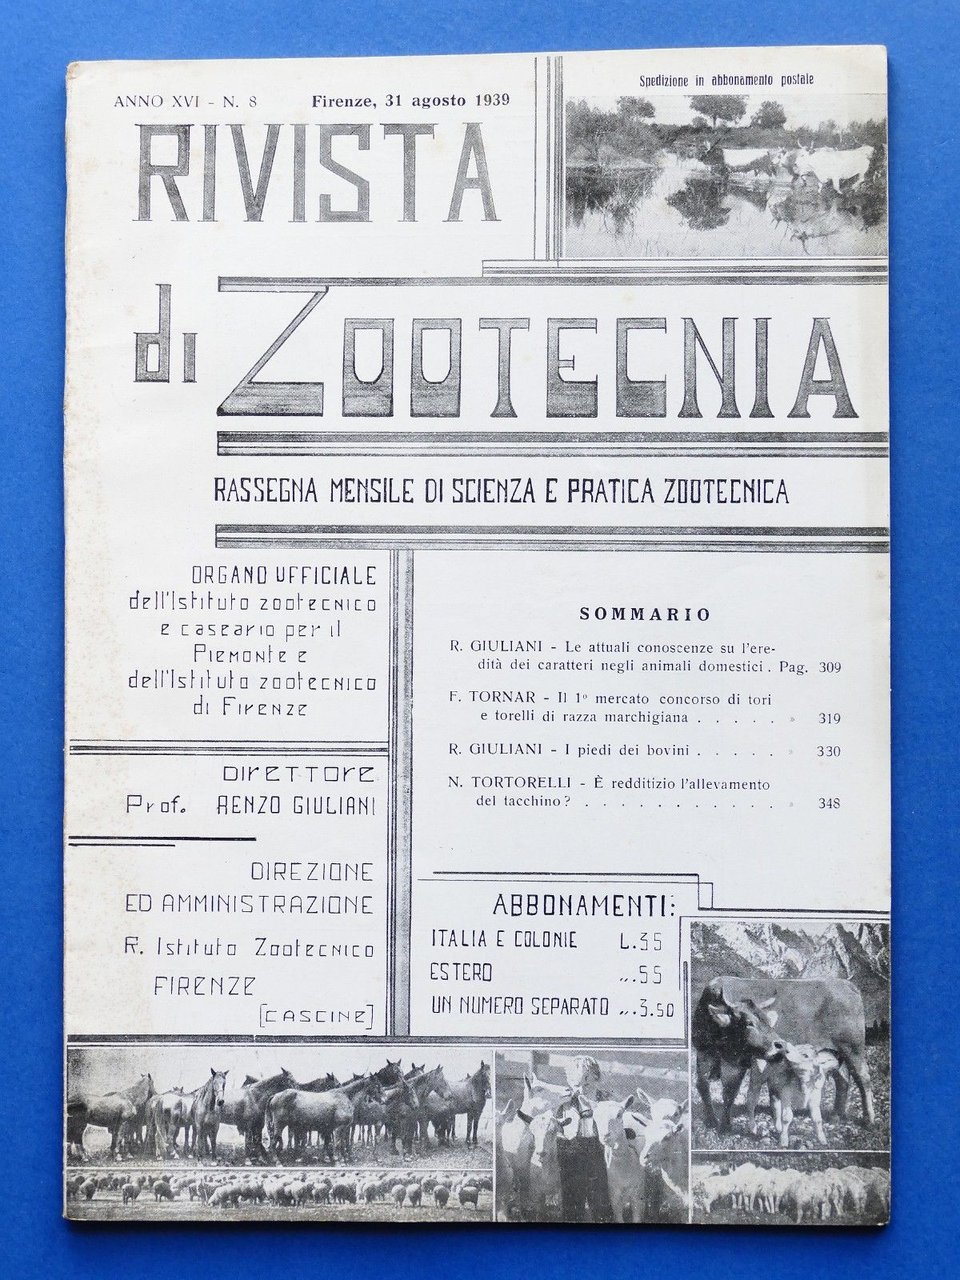 ANNO XVI - N. 8 Firenze, 31 agosto 1939
Spedizione in abbonamento postale
RIVISTA
di ZOOTECNIA
RASSEGNA MENSILE DI SCIENZA E PRATICA ZOOTECNICA
ORGANO UFFICIALE
dell'Istituto zootecnico
e caseario per il
Piemonte e
dell'Istituto zootecnico
di Firenze
Direttore
Prof. RENZO GIULIANI
DIREZIONE
ED AMMINISTRAZIONE
R. Istituto Zootecnico
FIRENZE
[CASCINE]
SOMMARIO
R. GIULIANI - Le attuali conoscenze su l'ere-
dità dei caratteri negli animali domestici . Pag. 309
F. TORNAR - Il 1º mercato concorso di tori
e torelli di razza marchigiana . . . . . » 319
R. GIULIANI - I piedi dei bovini . . . . . » 330
N. TORTORELLI - È redditizio l'allevamento
del tacchino? . . . . . . . . . . . » 348
ABBONAMENTI:
ITALIA E COLONIE L.35
ESTERO „.55
UN NUMERO SEPARATO „.3.50